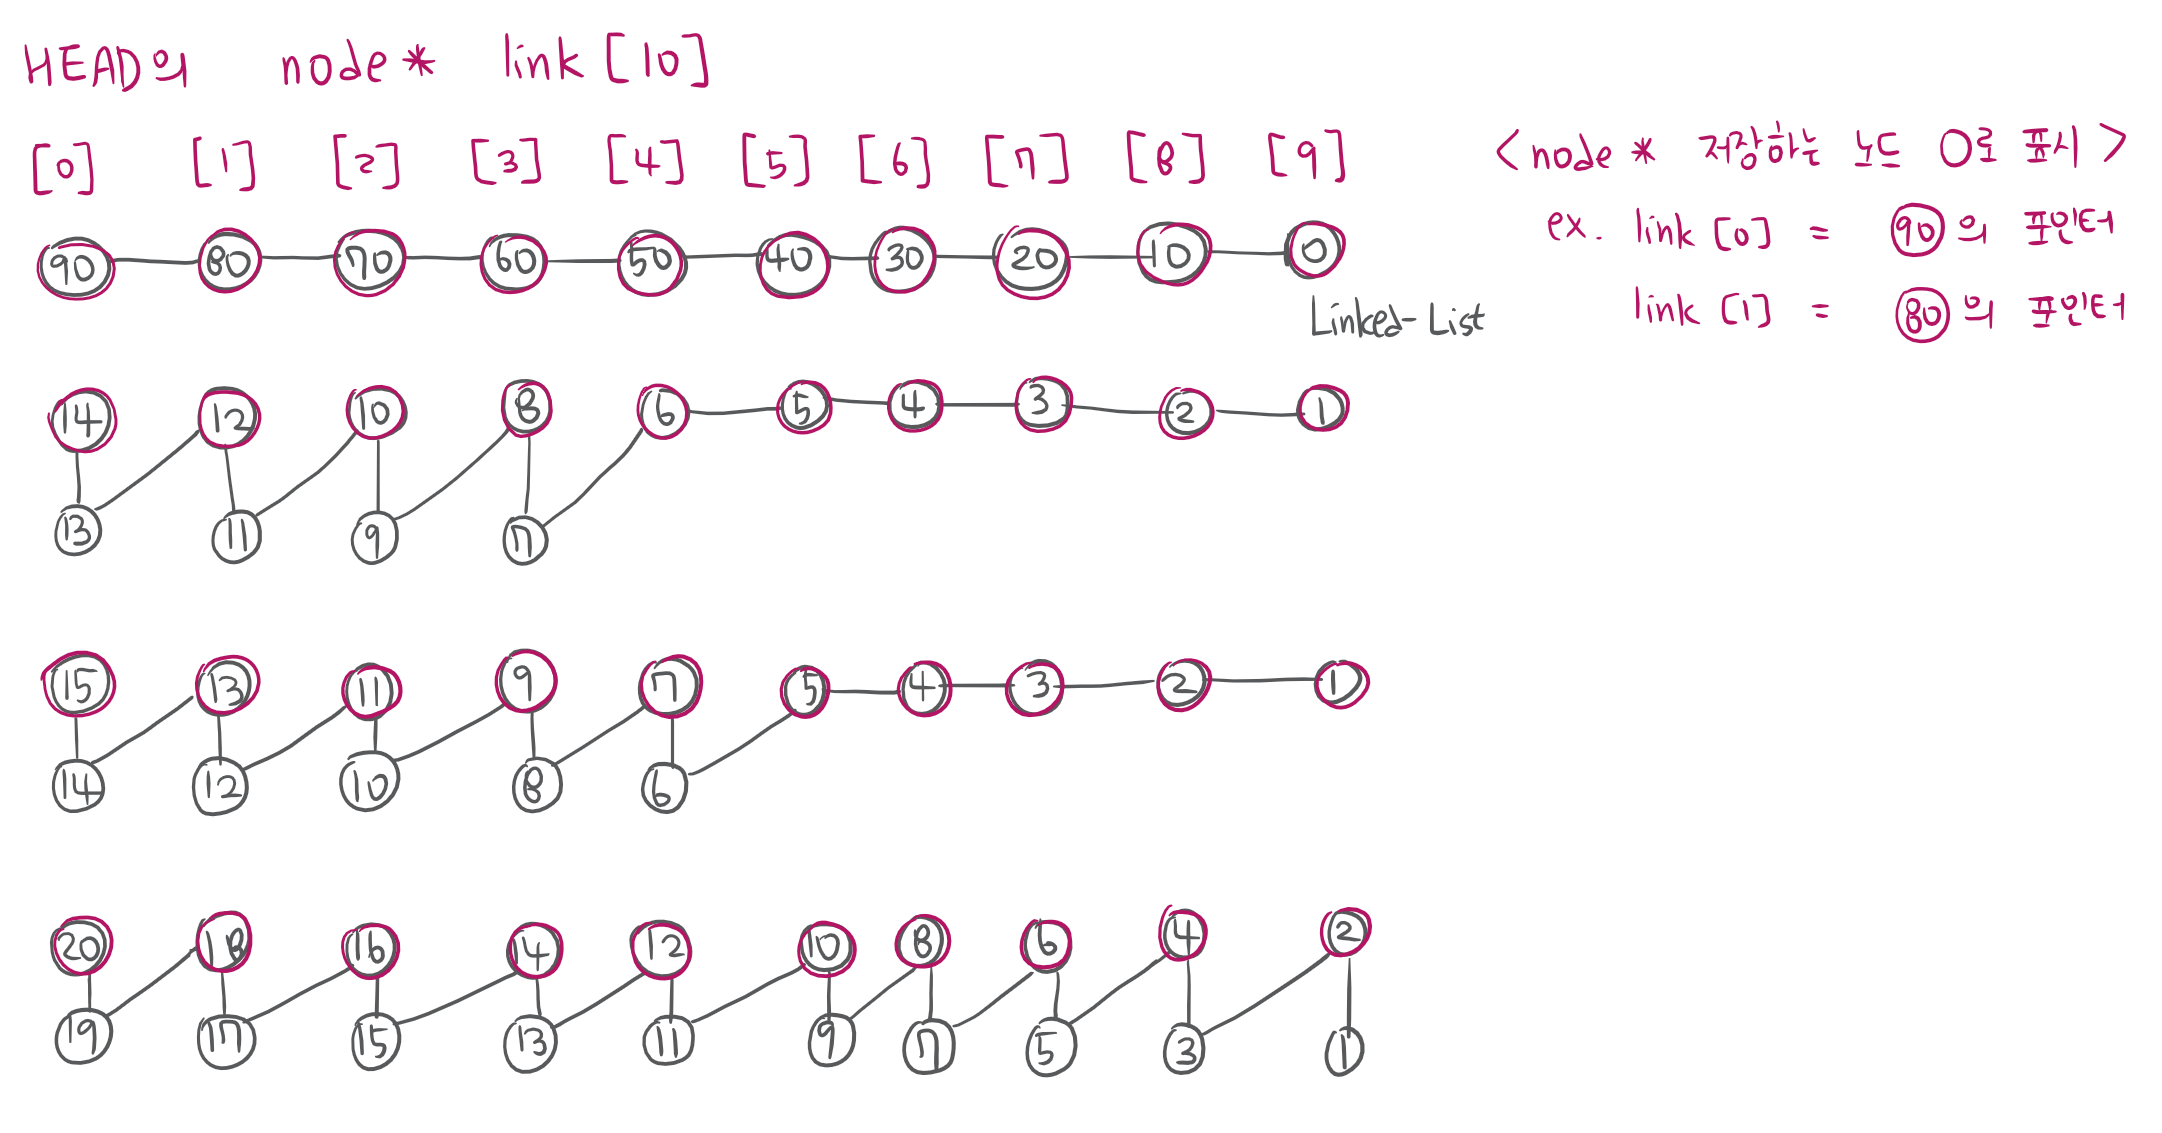 HEAD의 node* link [10]
[0] [1] [2] [3] [4] [5] [6] [7] [8] [9]
<node * 저장하는 노드 O로 표시>
ex. link [0] = 90의 포인터
link [1] = 80의 포인터
90 80 70 60 50 40 30 20 10 0
Linked-List
14 12 10 8 6 5 4 3 2 1
13 11 9 7
15 13 11 9 7 5 4 3 2 1
14 12 10 8 6
20 18 16 14 12 10 8 6 4 2
19 17 15 13 11 9 7 5 3 1